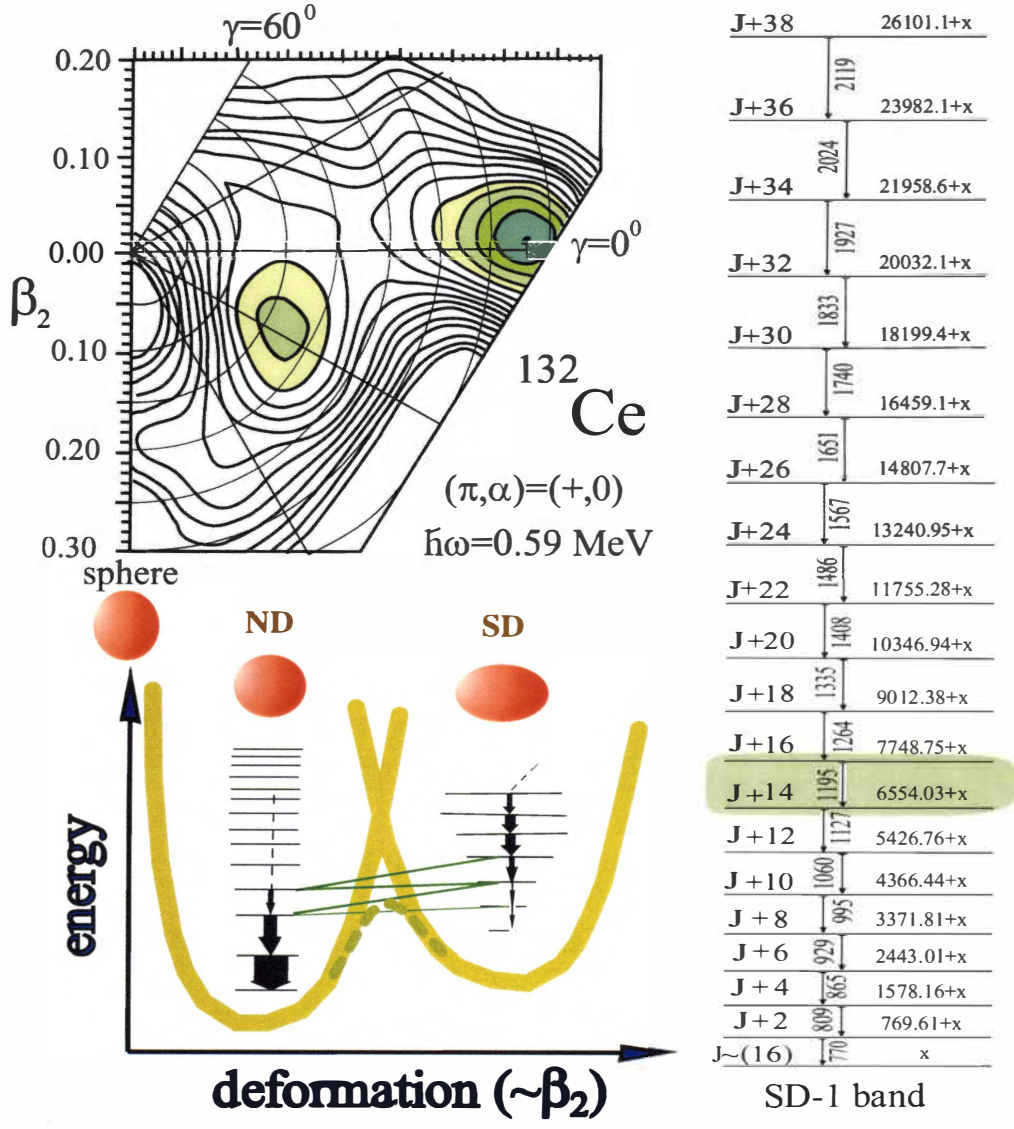 γ=60⁰
0.20
0.10
0.00
β₂
0.10
0.20
0.30
γ=0⁰
¹³²Ce
(π,α)=(+,0)
ħω=0.59 MeV
sphere
ND
SD
energy
deformation (~β₂)
J+38 26101.1+x
2119
J+36 23982.1+x
2024
J+34 21958.6+x
1927
J+32 20032.1+x
1833
J+30 18199.4+x
1740
J+28 16459.1+x
1651
J+26 14807.7+x
1567
J+24 13240.95+x
1486
J+22 11755.28+x
1408
J+20 10346.94+x
1335
J+18 9012.38+x
1264
J+16 7748.75+x
1195
J+14 6554.03+x
1127
J+12 5426.76+x
1060
J+10 4366.44+x
995
J+8 3371.81+x
929
J+6 2443.01+x
865
J+4 1578.16+x
809
J+2 769.61+x
770
J~(16) x
SD-1 band